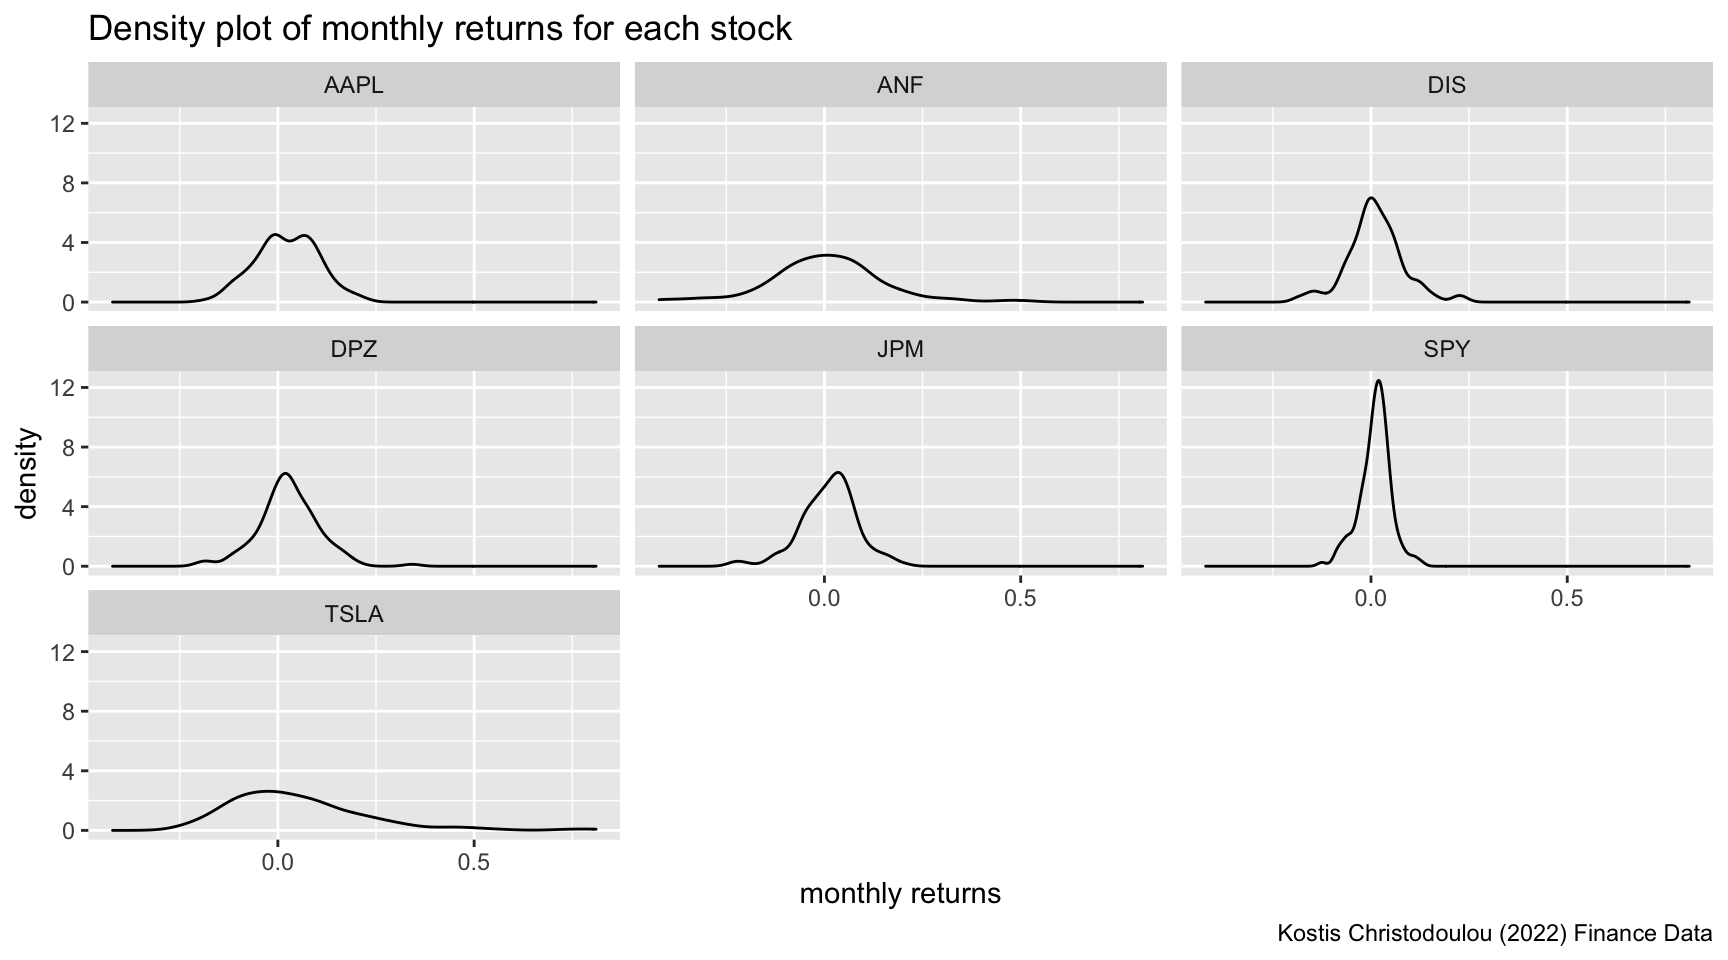 Density plot of monthly returns for each stock
AAPL
ANF
DIS
12
8
4
0
DPZ
JPM
SPY
density
12
8
4
0
0.0
0.5
0.0
0.5
TSLA
12
8
4
0
0.0
0.5
monthly returns
Kostis Christodoulou (2022) Finance Data